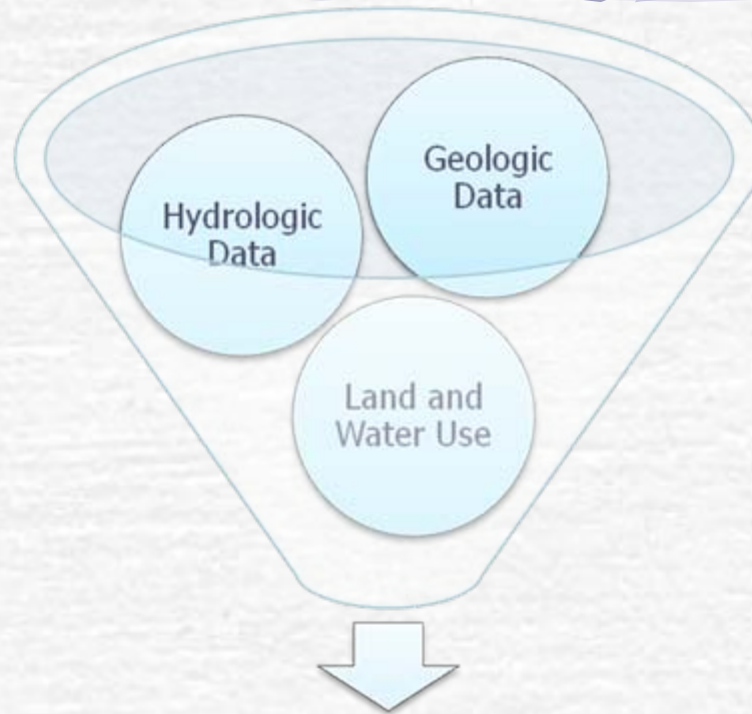 Geologic
Data
Hydrologic
Data
Land and
Water Use